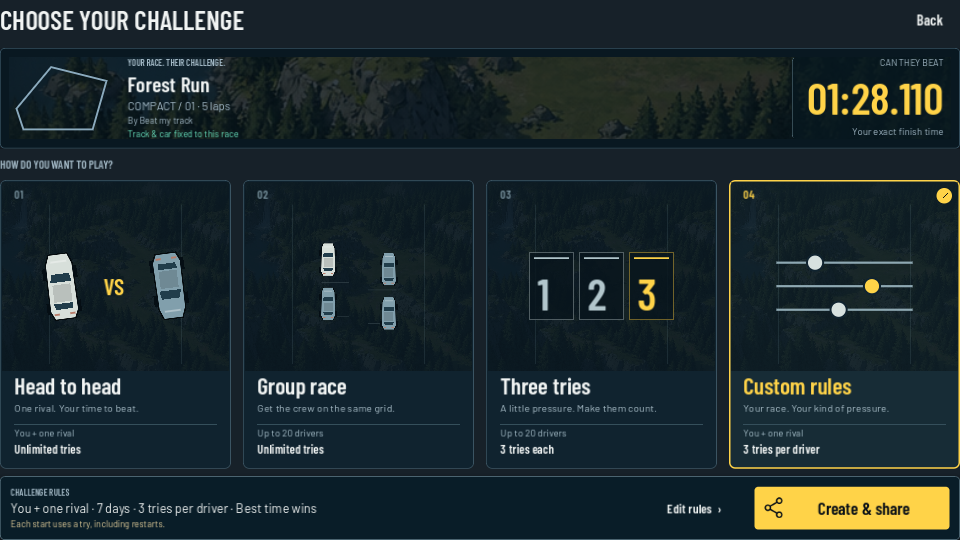 CHOOSE YOUR CHALLENGE
Back
YOUR RACE. THEIR CHALLENGE.
Forest Run
COMPACT / 01 · 5 laps
By Beat my track
Track & car fixed to this race
CAN THEY BEAT
01:28.110
Your exact finish time
HOW DO YOU WANT TO PLAY?
01
VS
Head to head
One rival. Your time to beat.
You + one rival
Unlimited tries
02
Group race
Get the crew on the same grid.
Up to 20 drivers
Unlimited tries
03
1 2 3
Three tries
A little pressure. Make them count.
Up to 20 drivers
3 tries each
04
Custom rules
Your race. Your kind of pressure.
You + one rival
3 tries per driver
CHALLENGE RULES
You + one rival · 7 days · 3 tries per driver · Best time wins
Each start uses a try, including restarts.
Edit rules ›
Create & share